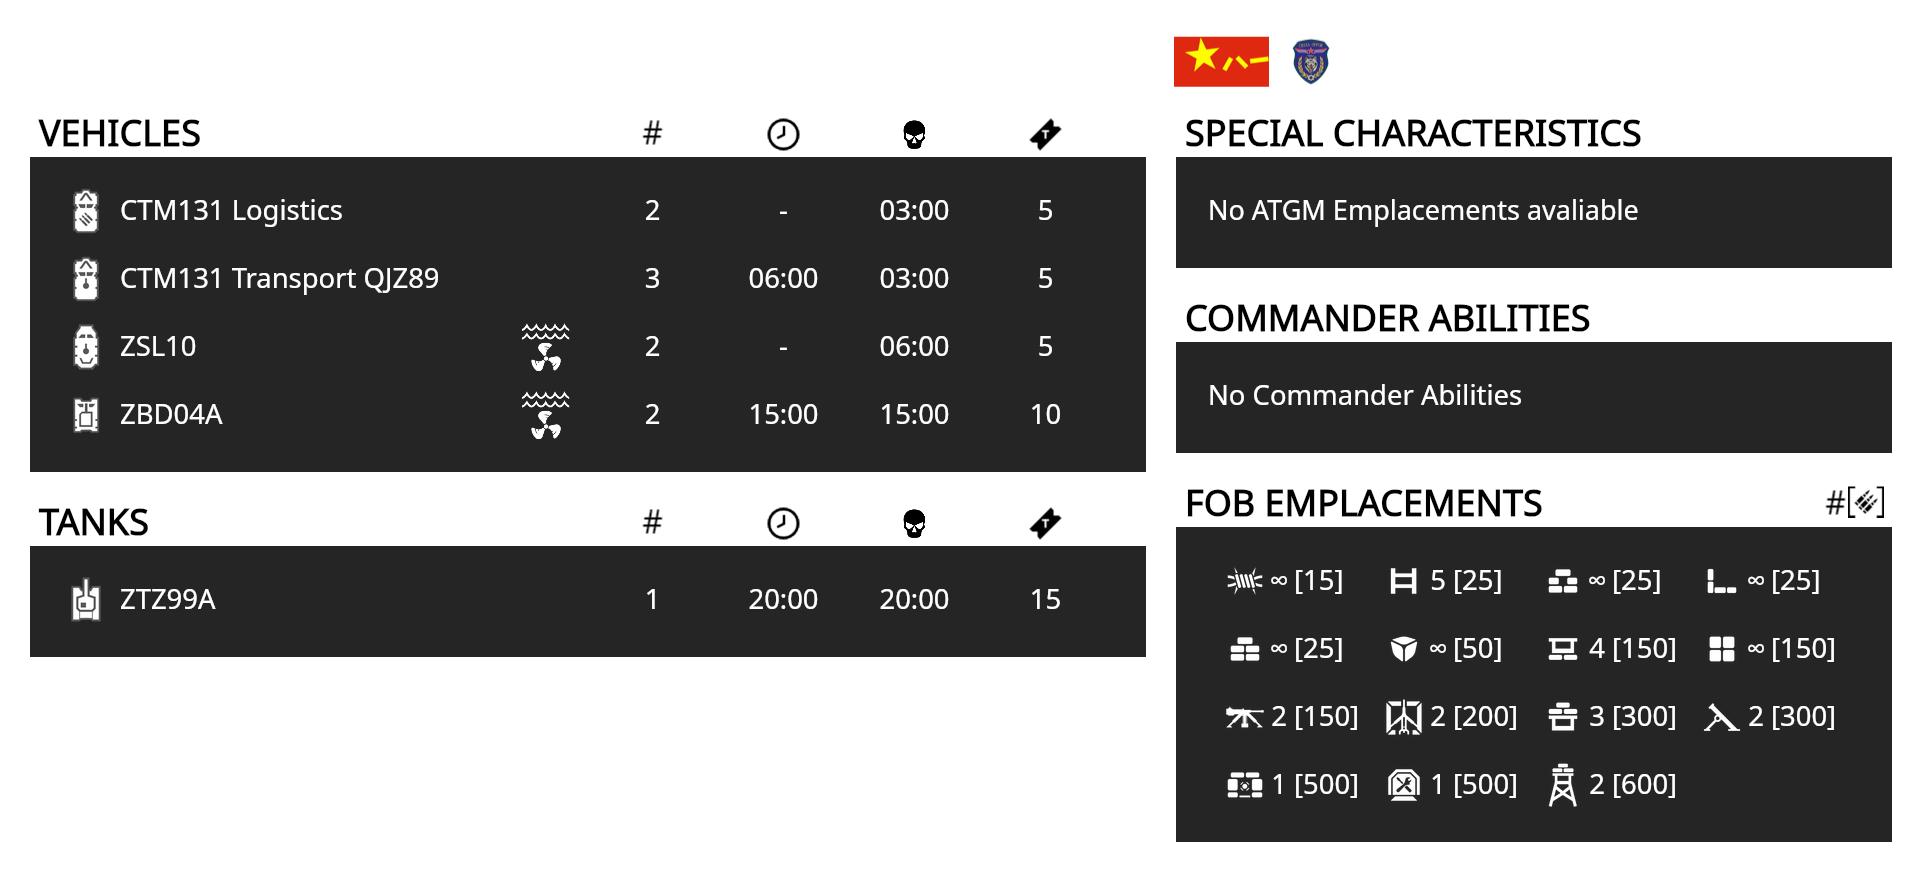 VEHICLES #
CTM131 Logistics 2 - 03:00 5
CTM131 Transport QJZ89 3 06:00 03:00 5
ZSL10 2 - 06:00 5
ZBD04A 2 15:00 15:00 10
TANKS #
ZTZ99A 1 20:00 20:00 15
八一
SPECIAL CHARACTERISTICS
No ATGM Emplacements avaliable
COMMANDER ABILITIES
No Commander Abilities
FOB EMPLACEMENTS #[]
∞ [15] 5 [25] ∞ [25] ∞ [25]
∞ [25] ∞ [50] 4 [150] ∞ [150]
2 [150] 2 [200] 3 [300] 2 [300]
1 [500] 1 [500] 2 [600]